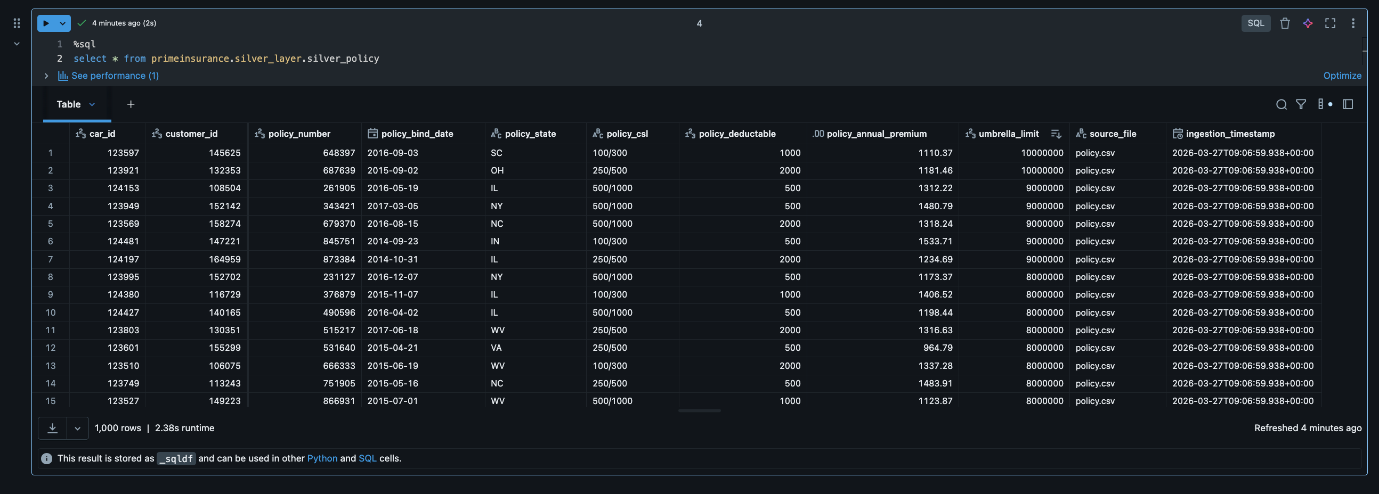 4 minutes ago (2s)
4
SQL
1 %sql
2 select * from primeinsurance.silver_layer.silver_policy
See performance (1)
Optimize
Table
+
123 car_id 123 customer_id 123 policy_number policy_bind_date ABC policy_state ABC policy_csl 123 policy_deductable .00 policy_annual_premium 123 umbrella_limit ABC source_file ingestion_timestamp
1 123597 145625 648397 2016-09-03 SC 100/300 1000 1110.37 10000000 policy.csv 2026-03-27T09:06:59.938+00:00
2 123921 132353 687639 2015-09-02 OH 250/500 2000 1181.46 10000000 policy.csv 2026-03-27T09:06:59.938+00:00
3 124153 108504 261905 2016-05-19 IL 500/1000 500 1312.22 9000000 policy.csv 2026-03-27T09:06:59.938+00:00
4 123949 152142 343421 2017-03-05 NY 500/1000 500 1480.79 9000000 policy.csv 2026-03-27T09:06:59.938+00:00
5 123569 158274 679370 2016-08-15 NC 500/1000 500 1318.24 9000000 policy.csv 2026-03-27T09:06:59.938+00:00
6 124481 147221 845751 2014-09-23 IN 100/300 500 1533.71 9000000 policy.csv 2026-03-27T09:06:59.938+00:00
7 124197 164959 873384 2014-10-31 IL 250/500 2000 1234.69 9000000 policy.csv 2026-03-27T09:06:59.938+00:00
8 123995 152702 231127 2016-12-07 NY 500/1000 500 1173.37 8000000 policy.csv 2026-03-27T09:06:59.938+00:00
9 124380 116729 376879 2015-11-07 IL 100/300 1000 1406.52 8000000 policy.csv 2026-03-27T09:06:59.938+00:00
10 124427 140165 490596 2016-04-02 IL 500/1000 500 1198.44 8000000 policy.csv 2026-03-27T09:06:59.938+00:00
11 123803 130351 515217 2017-06-18 WV 250/500 2000 1316.63 8000000 policy.csv 2026-03-27T09:06:59.938+00:00
12 123601 155299 531640 2015-04-21 VA 250/500 500 964.79 8000000 policy.csv 2026-03-27T09:06:59.938+00:00
13 123510 106075 666333 2015-06-19 WV 100/300 2000 1337.28 8000000 policy.csv 2026-03-27T09:06:59.938+00:00
14 123749 113243 751905 2015-05-16 NC 250/500 500 1483.91 8000000 policy.csv 2026-03-27T09:06:59.938+00:00
15 123527 149223 866931 2015-07-01 WV 500/1000 1000 1123.87 8000000 policy.csv 2026-03-27T09:06:59.938+00:00
1,000 rows | 2.38s runtime
Refreshed 4 minutes ago
This result is stored as _sqldf and can be used in other Python and SQL cells.